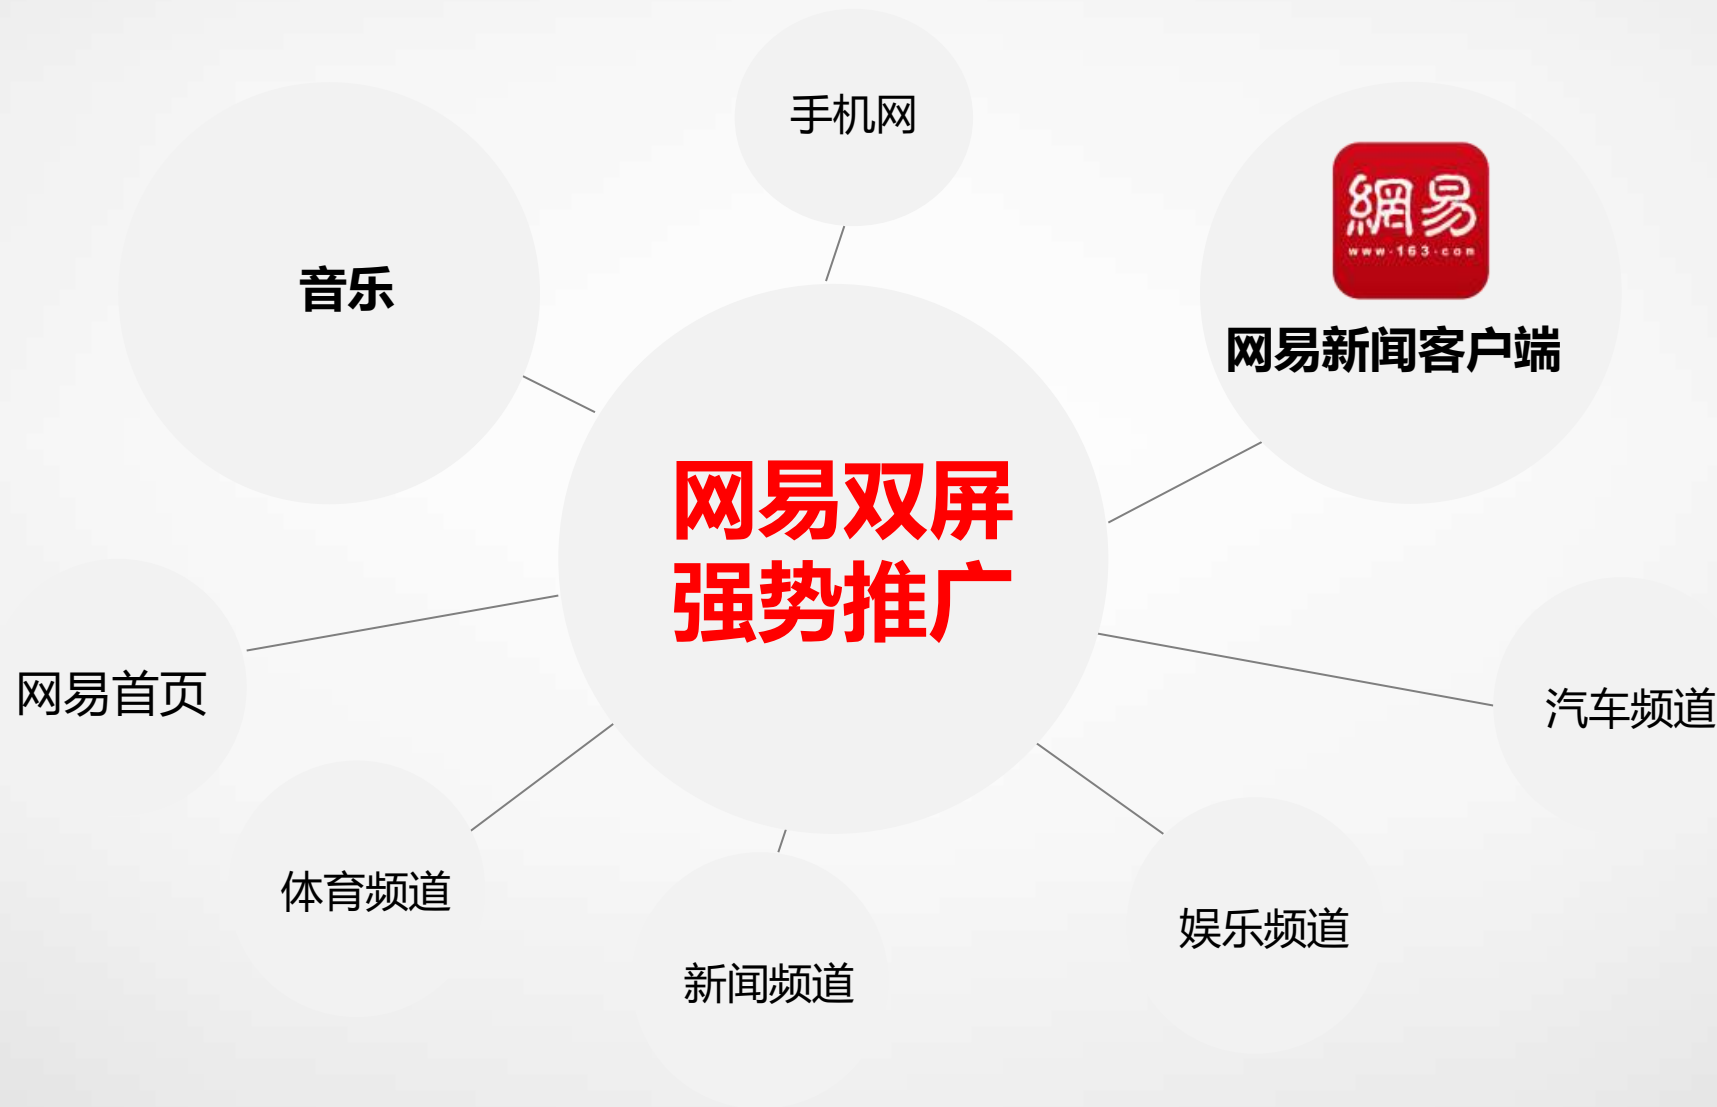 手机网
音乐
網易
www.163.com
网易新闻客户端
网易双屏
强势推广
网易首页
汽车频道
体育频道
娱乐频道
新闻频道